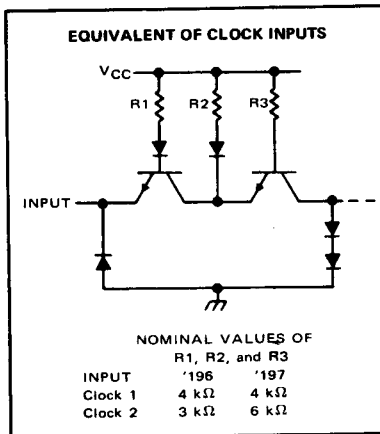 EQUIVALENT OF CLOCK INPUTS
VCC
R1 R2 R3
INPUT
NOMINAL VALUES OF
R1, R2, and R3
INPUT '196 '197
Clock 1 4 kΩ 4 kΩ
Clock 2 3 kΩ 6 kΩ